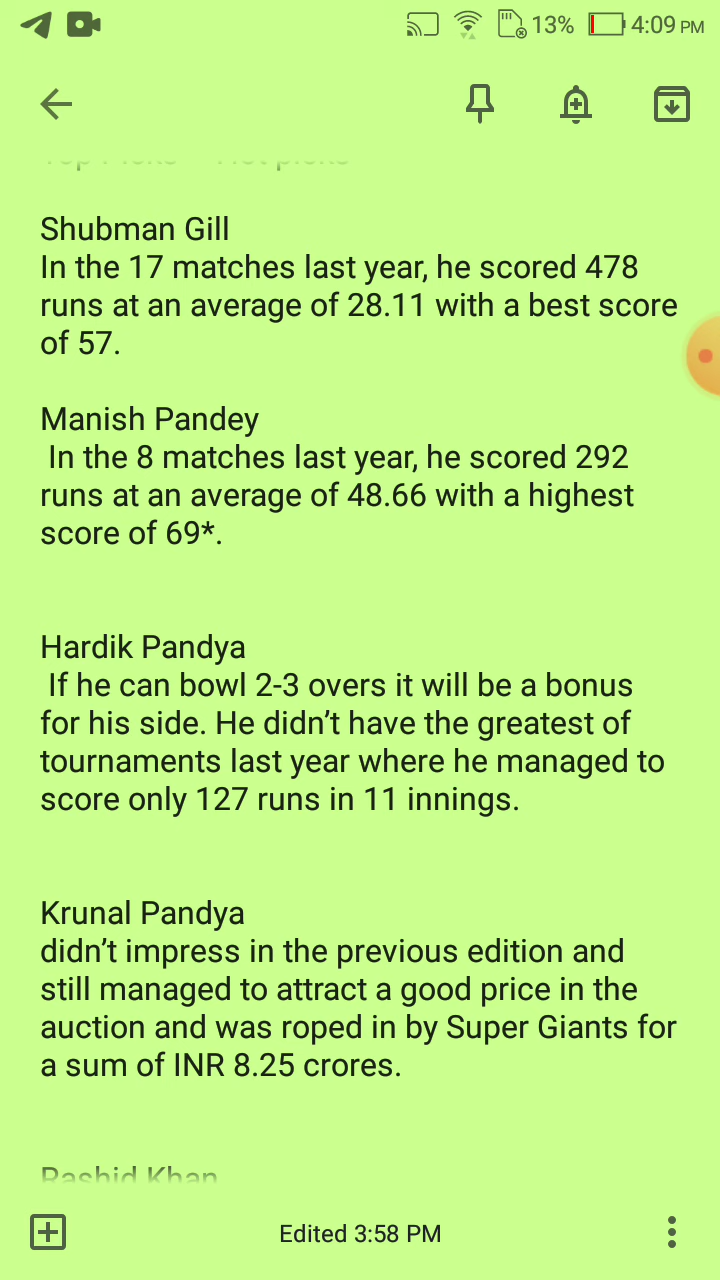 13% 4:09 PM
Shubman Gill
In the 17 matches last year, he scored 478
runs at an average of 28.11 with a best score
of 57.
Manish Pandey
In the 8 matches last year, he scored 292
runs at an average of 48.66 with a highest
score of 69*.
Hardik Pandya
If he can bowl 2-3 overs it will be a bonus
for his side. He didn’t have the greatest of
tournaments last year where he managed to
score only 127 runs in 11 innings.
Krunal Pandya
didn’t impress in the previous edition and
still managed to attract a good price in the
auction and was roped in by Super Giants for
a sum of INR 8.25 crores.
Rashid Khan
Edited 3:58 PM